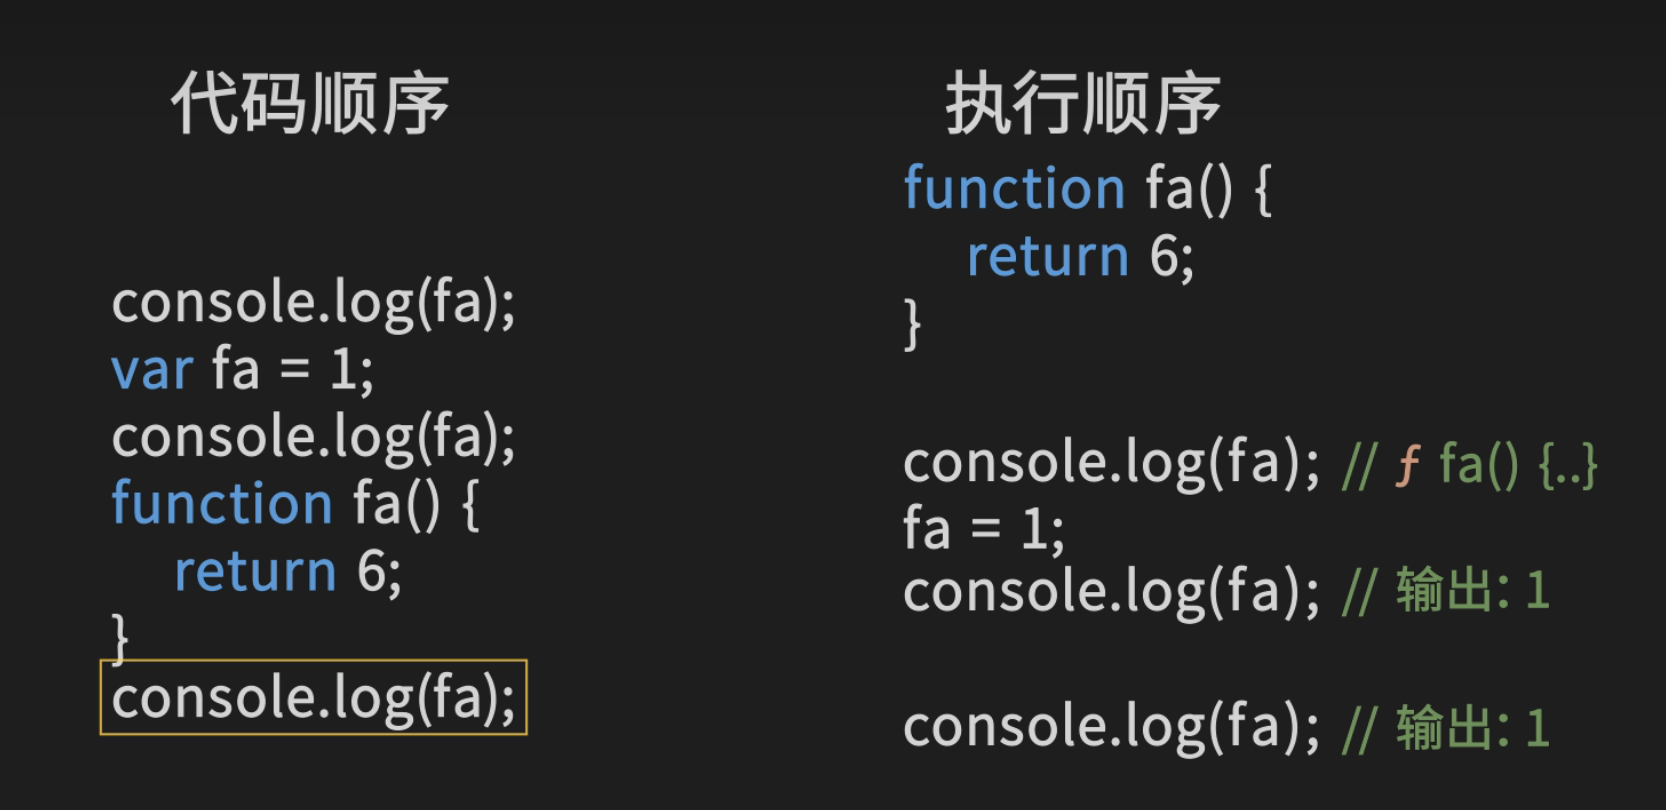 代码顺序
console.log(fa);
var fa = 1;
console.log(fa);
function fa() {
    return 6;
}
console.log(fa);
执行顺序
function fa() {
    return 6;
}
console.log(fa); // ƒ fa() {..}
fa = 1;
console.log(fa); // 输出: 1
console.log(fa); // 输出: 1